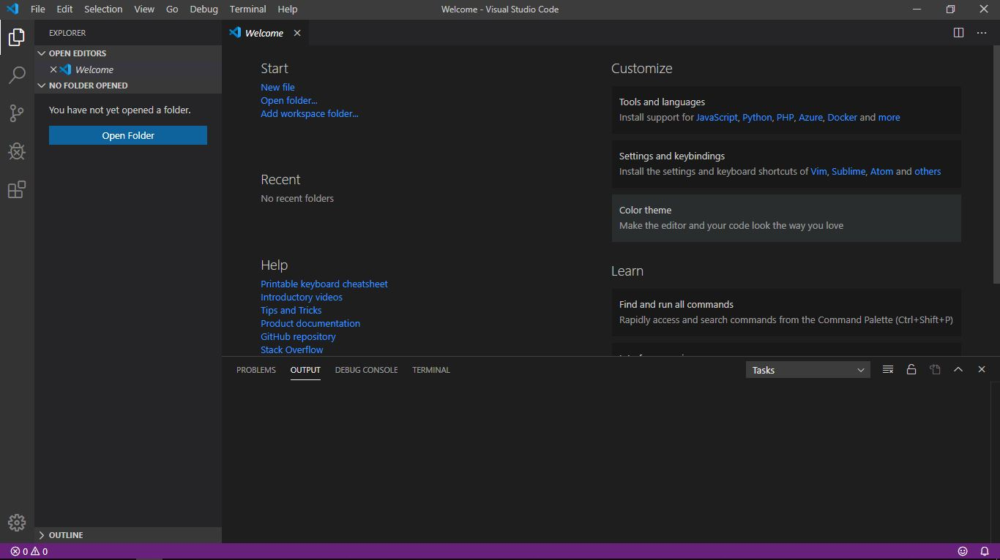 File Edit Selection View Go Debug Terminal Help
Welcome - Visual Studio Code
EXPLORER
OPEN EDITORS
Welcome
NO FOLDER OPENED
You have not yet opened a folder.
Open Folder
OUTLINE
Welcome
Start
New file
Open folder...
Add workspace folder...
Recent
No recent folders
Help
Printable keyboard cheatsheet
Introductory videos
Tips and Tricks
Product documentation
GitHub repository
Stack Overflow
Customize
Tools and languages
Install support for JavaScript, Python, PHP, Azure, Docker and more
Settings and keybindings
Install the settings and keyboard shortcuts of Vim, Sublime, Atom and others
Color theme
Make the editor and your code look the way you love
Learn
Find and run all commands
Rapidly access and search commands from the Command Palette (Ctrl+Shift+P)
PROBLEMS OUTPUT DEBUG CONSOLE TERMINAL
Tasks
0 0